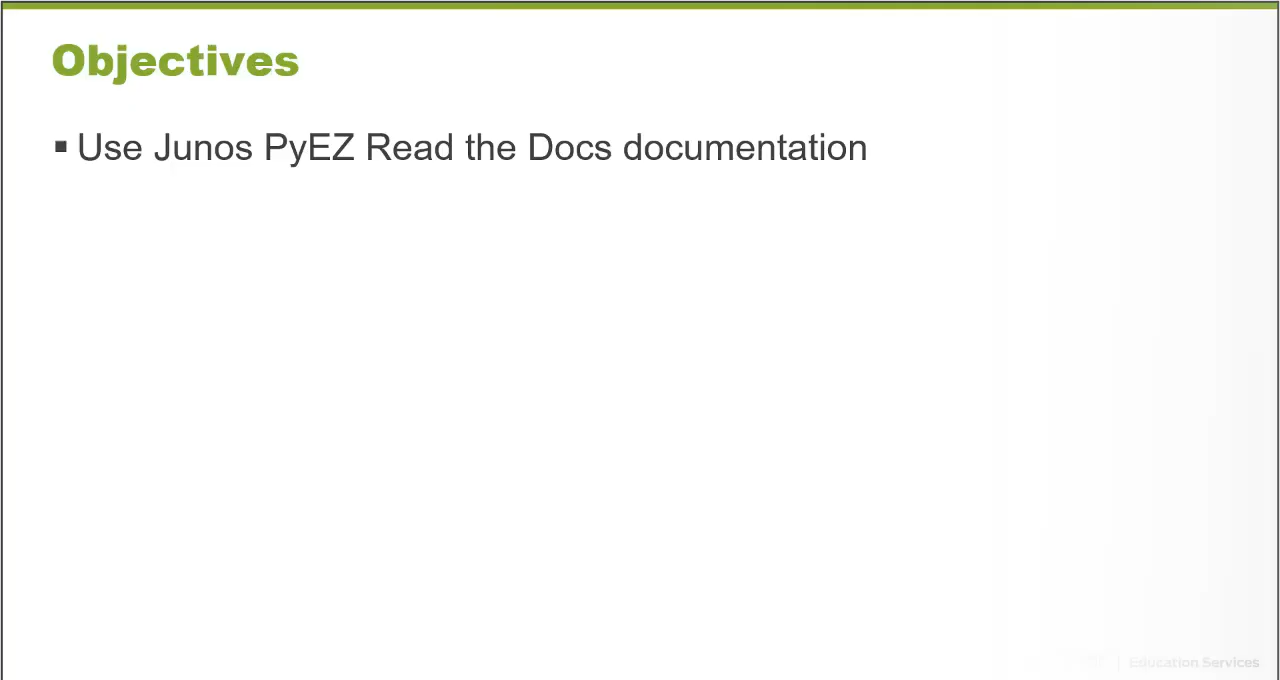 Objectives
▪ Use Junos PyEZ Read the Docs documentation
Education Services